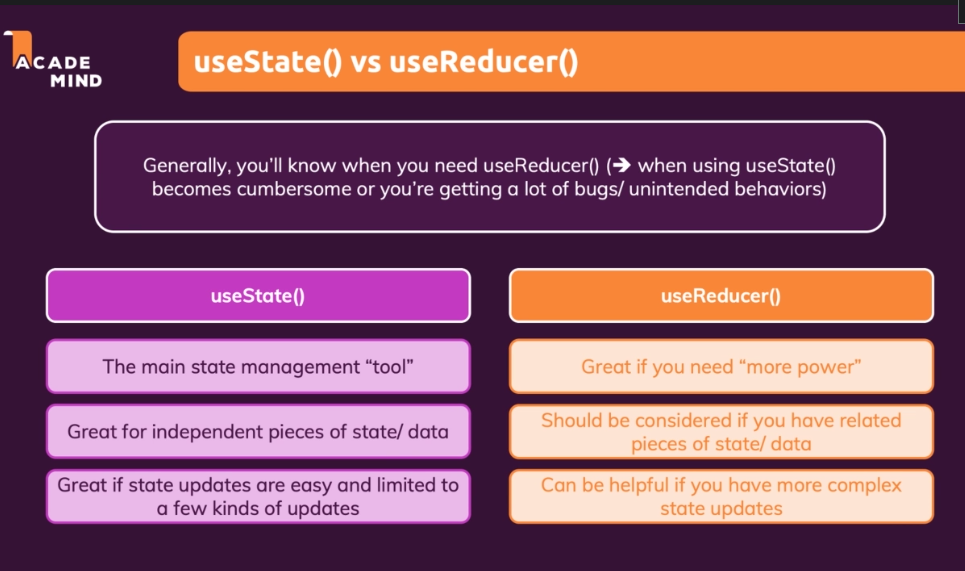 ACADE
MIND
useState() vs useReducer()
Generally, you'll know when you need useReducer() (➔ when using useState()
becomes cumbersome or you're getting a lot of bugs/ unintended behaviors)
useState()
useReducer()
The main state management “tool”
Great if you need “more power”
Great for independent pieces of state/ data
Should be considered if you have related
pieces of state/ data
Great if state updates are easy and limited to
a few kinds of updates
Can be helpful if you have more complex
state updates